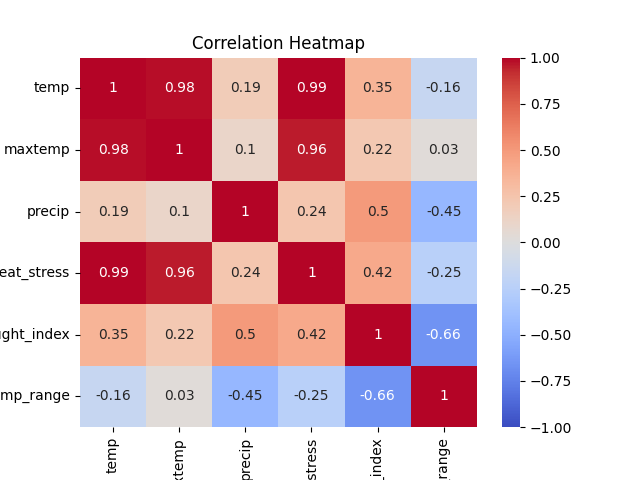 Correlation Heatmap
temp 1 0.98 0.19 0.99 0.35 -0.16
maxtemp 0.98 1 0.1 0.96 0.22 0.03
precip 0.19 0.1 1 0.24 0.5 -0.45
eat_stress 0.99 0.96 0.24 1 0.42 -0.25
ught_index 0.35 0.22 0.5 0.42 1 -0.66
mp_range -0.16 0.03 -0.45 -0.25 -0.66 1
temp
xtemp
precip
stress
_index
range
1.00
0.75
0.50
0.25
0.00
−0.25
−0.50
−0.75
−1.00